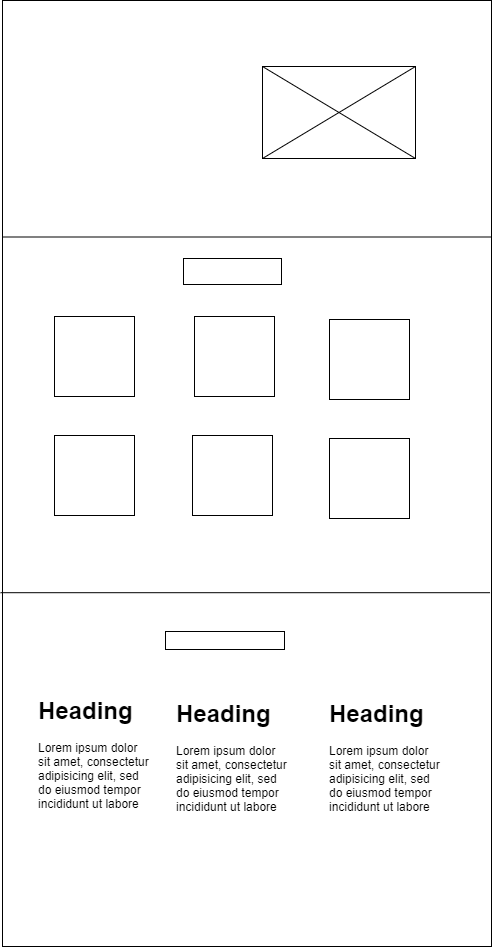 Heading
Lorem ipsum dolor
sit amet, consectetur
adipisicing elit, sed
do eiusmod tempor
incididunt ut labore
Heading
Lorem ipsum dolor
sit amet, consectetur
adipisicing elit, sed
do eiusmod tempor
incididunt ut labore
Heading
Lorem ipsum dolor
sit amet, consectetur
adipisicing elit, sed
do eiusmod tempor
incididunt ut labore